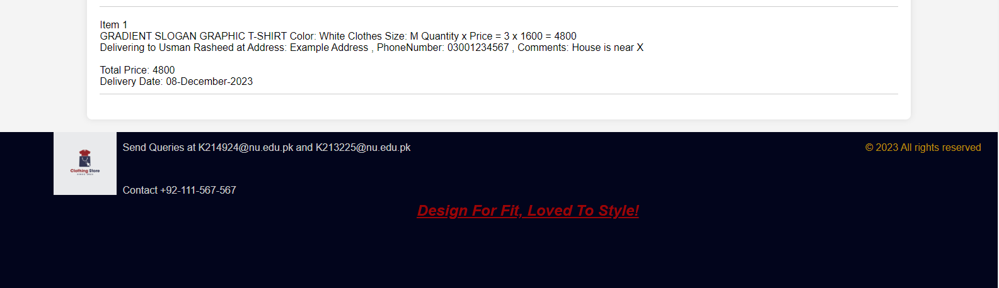 Item 1
GRADIENT SLOGAN GRAPHIC T-SHIRT Color: White Clothes Size: M Quantity x Price = 3 x 1600 = 4800
Delivering to Usman Rasheed at Address: Example Address , PhoneNumber: 03001234567 , Comments: House is near X
Total Price: 4800
Delivery Date: 08-December-2023
Clothing Store
Send Queries at K214924@nu.edu.pk and K213225@nu.edu.pk
© 2023 All rights reserved
Contact +92-111-567-567
Design For Fit, Loved To Style!